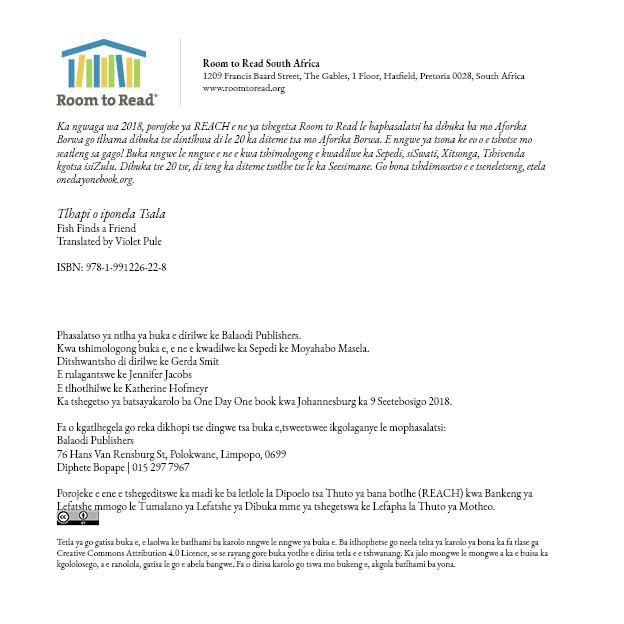 Room to Read®
Room to Read South Africa
1209 Francis Baard Street, The Gables, 1 Floor, Hatfield, Pretoria 0028, South Africa
www.roomtoread.org
Ka ngwaga wa 2018, porojeke ya REACH e ne ya tshegetsa Room to Read le baphasalatsi ba dibuka ba mo Aforika
Borwa go tlhama dibuka tse dintšhwa di le 20 ka diteme tsa mo Aforika Borwa. E nngwe ya tsona ke eo o e tshotse mo
seatleng sa gago! Buka nngwe le nngwe e ne e kwa tshimologong e kwadilwe ka Sepedi, siSwati, Xitsonga, Tshivenda
kgotsa isiZulu. Dibuka tse 20 tse, di teng ka diteme tsotlhe tse le ka Seesimane. Go bona tshdimosetso e e tseneletseng, etela
onedayonebook.org.
Tlhapi o iponela Tsala
Fish Finds a Friend
Translated by Violet Pule
ISBN: 978-1-991226-22-8
Phasalatso ya ntlha ya buka e dirilwe ke Balaodi Publishers.
Kwa tshimologong buka e, e ne e kwadilwe ka Sepedi ke Moyahabo Masela.
Ditshwantsho di dirilwe ke Gerda Smit
E rulagantswe ke Jennifer Jacobs
E tlhotlhilwe ke Katherine Hofmeyr
Ka tshegetso ya batsayakarolo ba One Day One book kwa Johannesburg ka 9 Seetebosigo 2018.
Fa o kgatlhegela go reka dikhopi tse dingwe tsa buka e,tsweetswee ikgolaganye le mophasalatsi:
Balaodi Publishers
76 Hans Van Rensburg St, Polokwane, Limpopo, 0699
Diphete Bopape | 015 297 7967
Porojeke e ene e tshegeditswe ka madi ke ba letlole la Dipoelo tsa Thuto ya bana botlhe (REACH) kwa Bankeng ya
Lefatshe mmogo le Tumalano ya Lefatshe ya Dibuka mme ya tshegetswa ke Lefapha la Thuto ya Motheo.
cc BY
Tetla ya go gatisa buka e, e laolwa ke batlhami ba karolo nngwe le nngwe ya buka e. Ba itlhophetse go neela tetla ya karolo ya bona ka fa tlase ga
Creative Commons Attribution 4.0 Licence, se se rayang gore buka yotlhe e dirisa tetla e e tshwanang. Ka jalo mongwe le mongwe a ka e buisa ka
kgololosego, a e ranolola, gatisa le go e abela bangwe. Fa o dirisa karolo go tswa mo bukeng e, akgola batlhami ba yona.